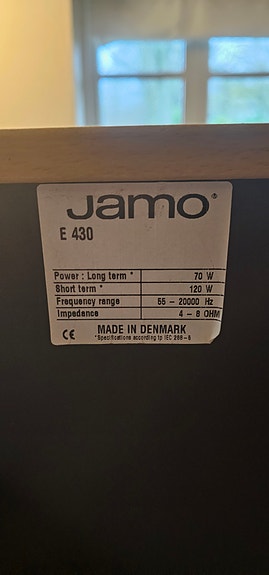 Jamo®
E 430
Power : Long term * 70 W
Short term * 120 W
Frequency range 55 – 20000 Hz
Impedance 4 – 8 OHM
CE MADE IN DENMARK
*Specifications according to IEC 268-5